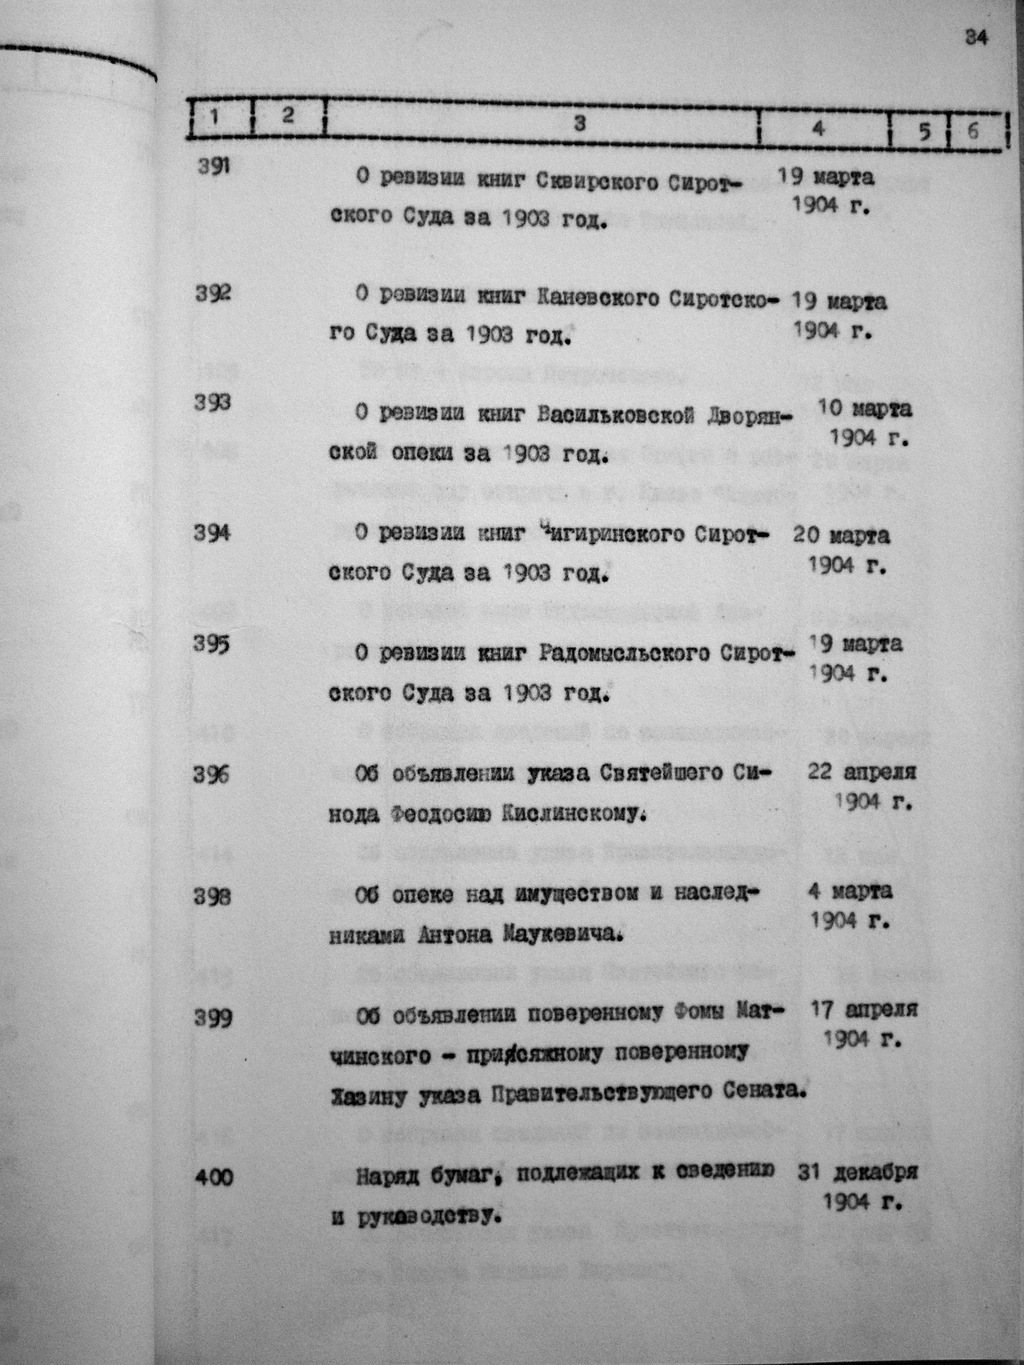 34
1 2 3 4 5 6
391 О ревизии книг Сквирского Сирот- 19 марта
ского Суда за 1903 год. 1904 г.
392 О ревизии книг Каневского Сиротско- 19 марта
го Суда за 1903 год. 1904 г.
393 О ревизии книг Васильковской Дворян- 10 марта
ской опеки за 1903 год. 1904 г.
394 О ревизии книг Чигиринского Сирот- 20 марта
ского Суда за 1903 год. 1904 г.
395 О ревизии книг Радомысльского Сирот- 19 марта
ского Суда за 1903 год. 1904 г.
396 Об объявлении указа Святейшего Си- 22 апреля
нода Феодосию Кислинскому. 1904 г.
398 Об опеке над имуществом и наслед- 4 марта
никами Антона Маукевича. 1904 г.
399 Об объявлении поверенному Фомы Мат- 17 апреля
чинского - присяжному поверенному 1904 г.
Хазину указа Правительствующего Сената.
400 Наряд бумаг, подлежащих к сведению 31 декабря
и руководству. 1904 г.